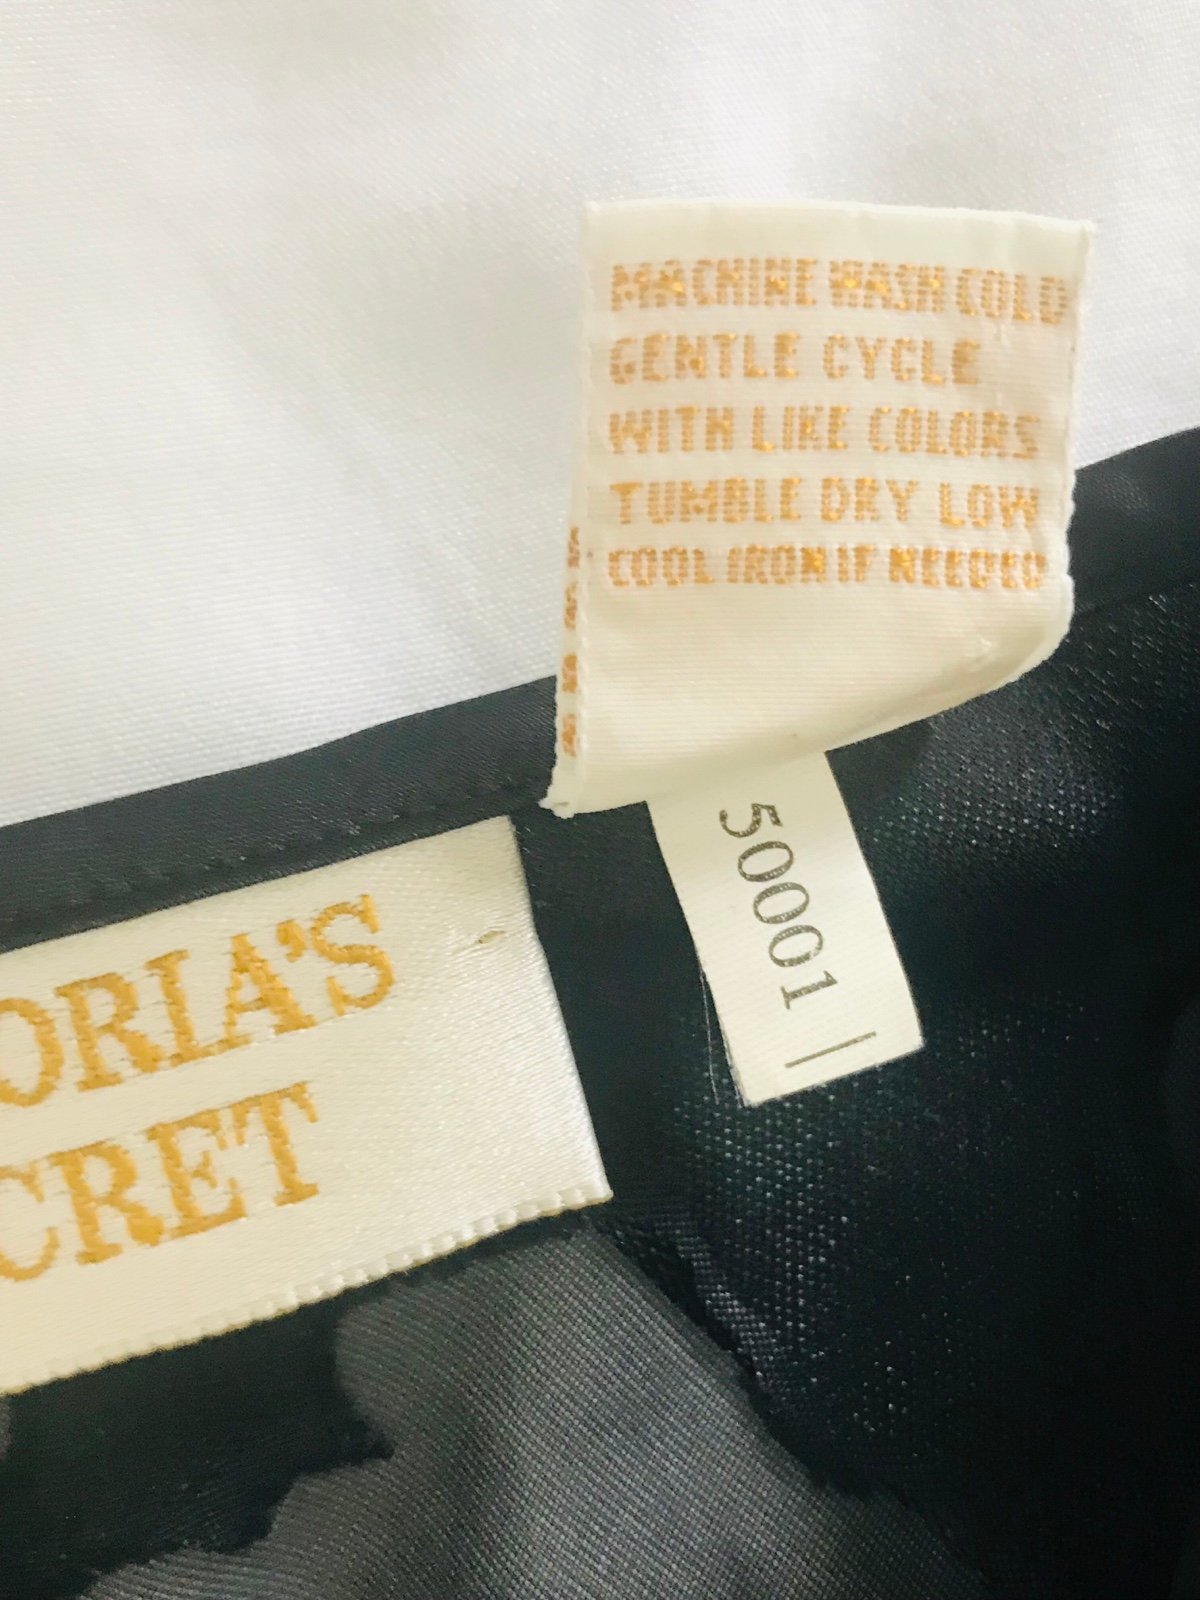 MACHINE WASH COLD
GENTLE CYCLE
WITH LIKE COLORS
TUMBLE DRY LOW
COOL IRON IF NEEDED
50001 |
ORIA'S
CRET